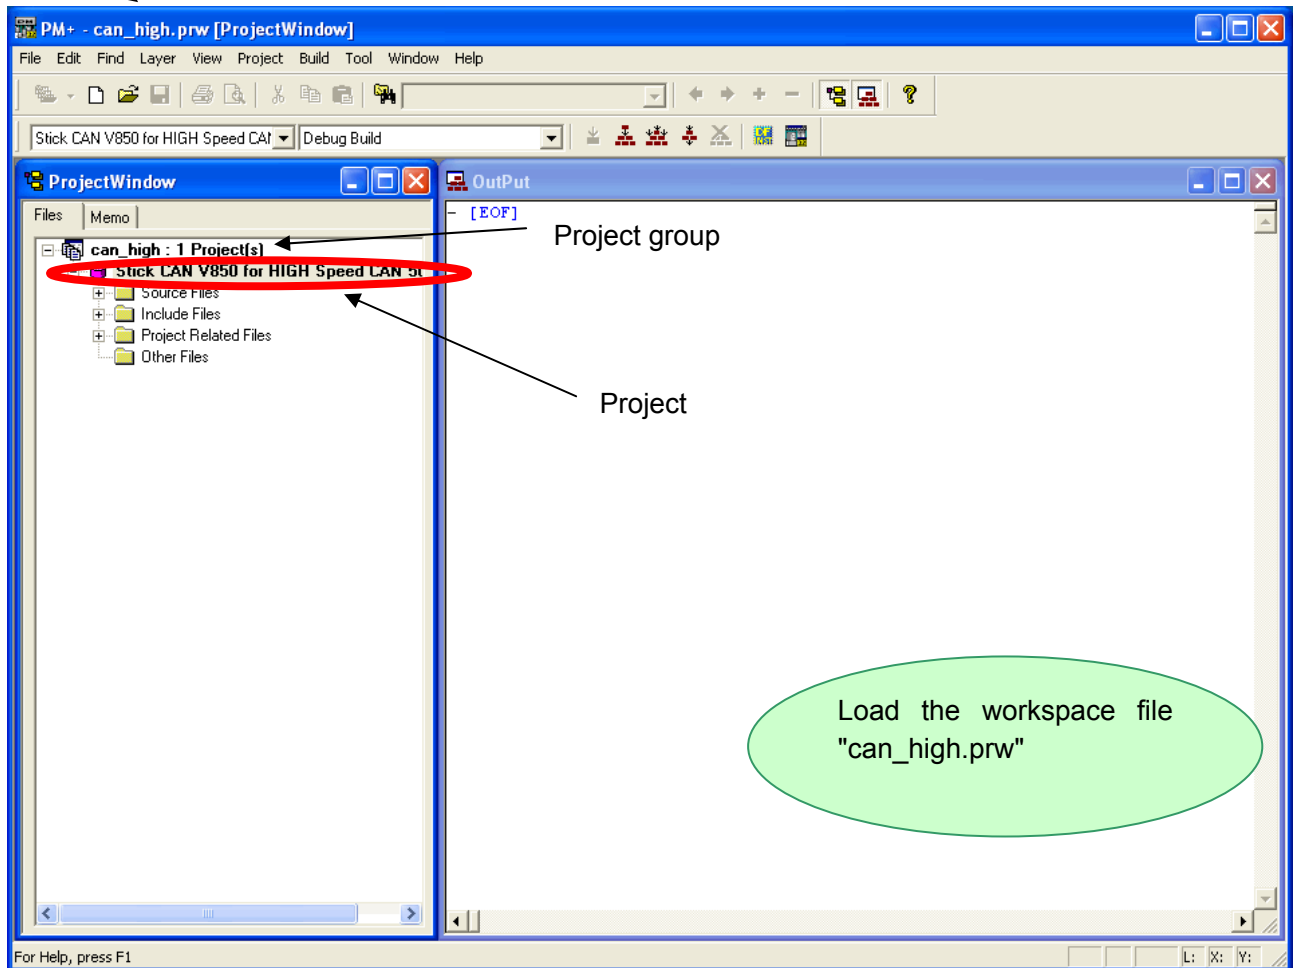 PM+ - can_high.prw [ProjectWindow]
File Edit Find Layer View Project Build Tool Window Help
Stick CAN V850 for HIGH Speed CAN Debug Build
ProjectWindow
OutPut
Files Memo
[EOF]
Project group
can_high : 1 Project(s)
Stick CAN V850 for HIGH Speed CAN 50
Source Files
Include Files
Project Related Files
Other Files
Project
Load the workspace file
"can_high.prw"
For Help, press F1
L: X: Y: